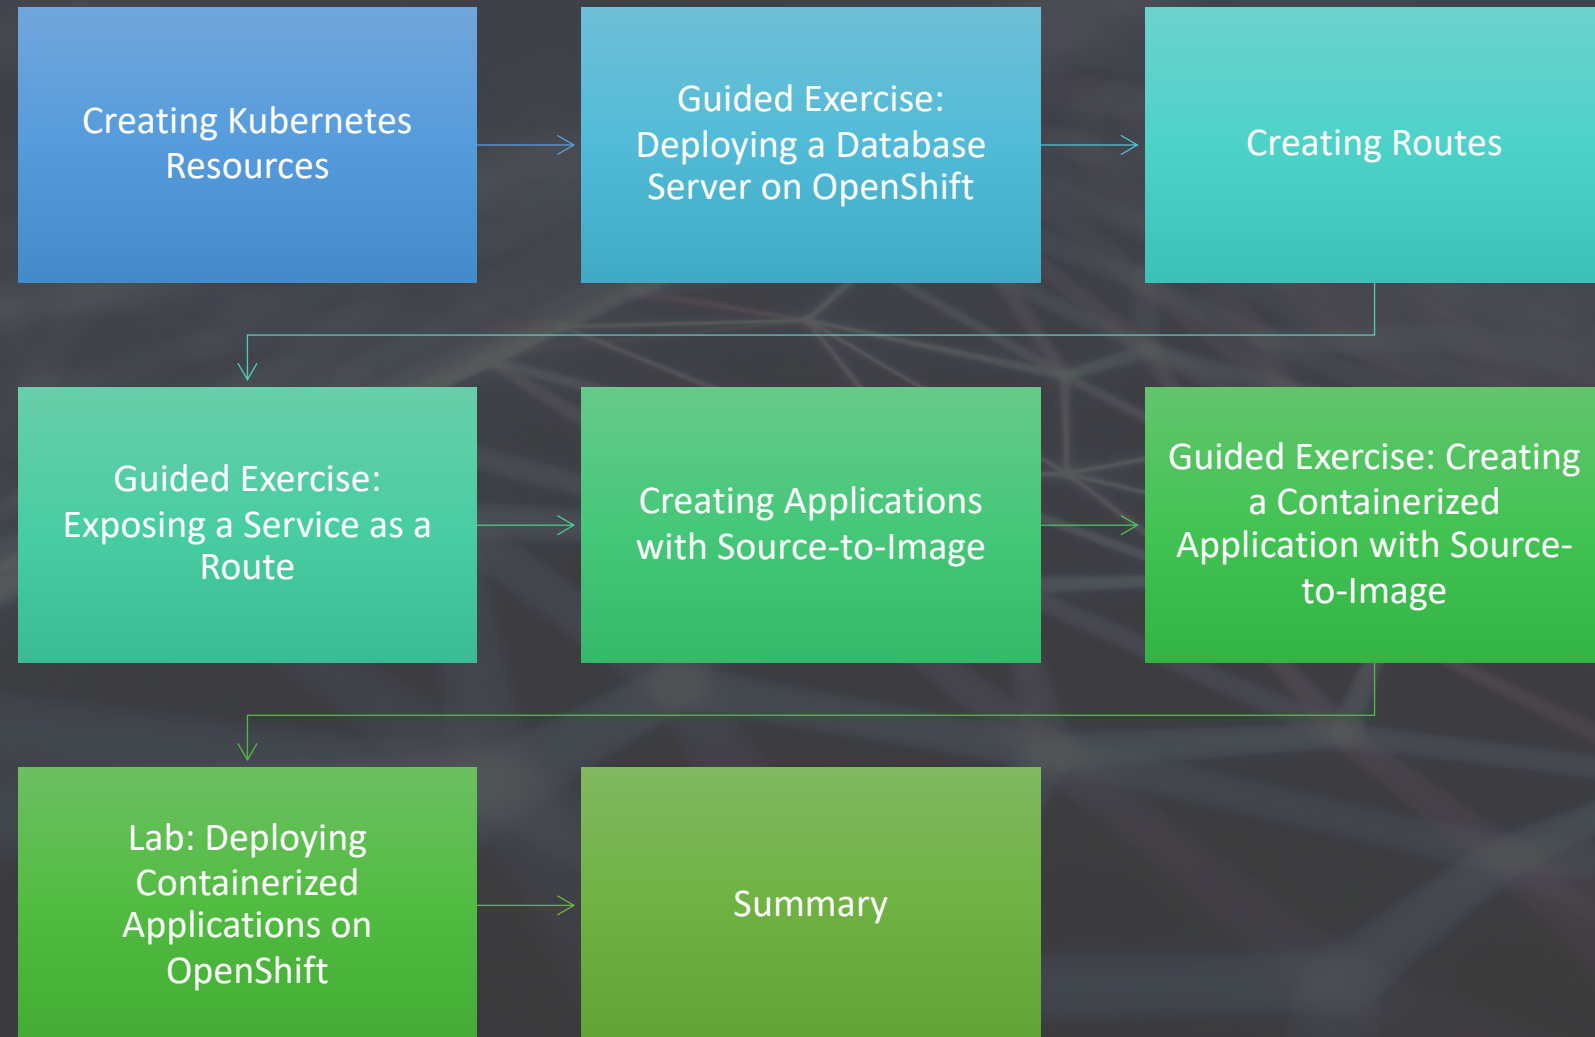 Creating Kubernetes
Resources
Guided Exercise:
Deploying a Database
Server on OpenShift
Creating Routes
Guided Exercise:
Exposing a Service as a
Route
Creating Applications
with Source-to-Image
Guided Exercise: Creating
a Containerized
Application with Source-
to-Image
Lab: Deploying
Containerized
Applications on
OpenShift
Summary